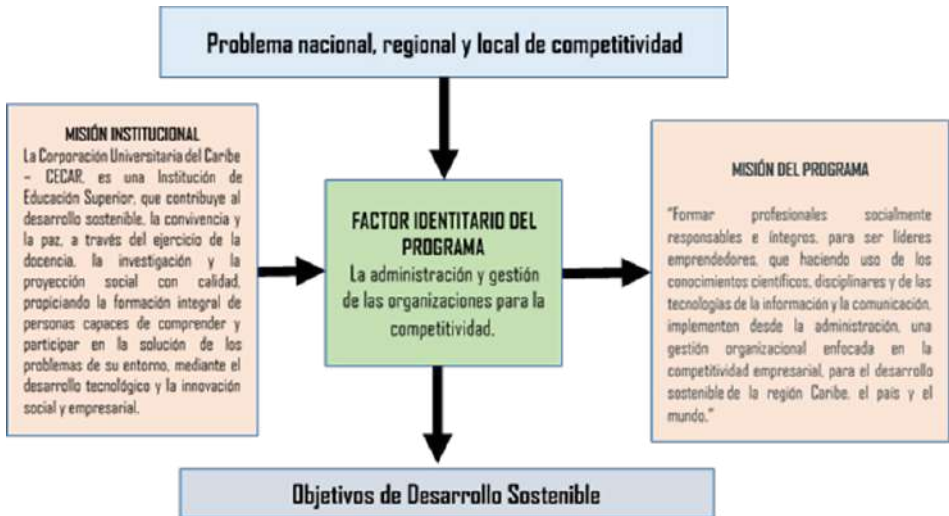 Problema nacional, regional y local de competitividad
MISIÓN INSTITUCIONAL
La Corporación Universitaria del Caribe
– CECAR, es una Institución de
Educación Superior, que contribuye al
desarrollo sostenible, la convivencia y
la paz, a través del ejercicio de la
docencia, la investigación y la
proyección social con calidad,
propiciando la formación integral de
personas capaces de comprender y
participar en la solución de los
problemas de su entorno, mediante el
desarrollo tecnológico y la innovación
social y empresarial.
FACTOR IDENTITARIO DEL
PROGRAMA
La administración y gestión
de las organizaciones para la
competitividad.
MISIÓN DEL PROGRAMA
"Formar profesionales socialmente
responsables e íntegros, para ser líderes
emprendedores, que haciendo uso de los
conocimientos científicos, disciplinares y de las
tecnologías de la información y la comunicación,
implementen desde la administración, una
gestión organizacional enfocada en la
competitividad empresarial, para el desarrollo
sostenible de la región Caribe, el país y el
mundo."
Objetivos de Desarrollo Sostenible